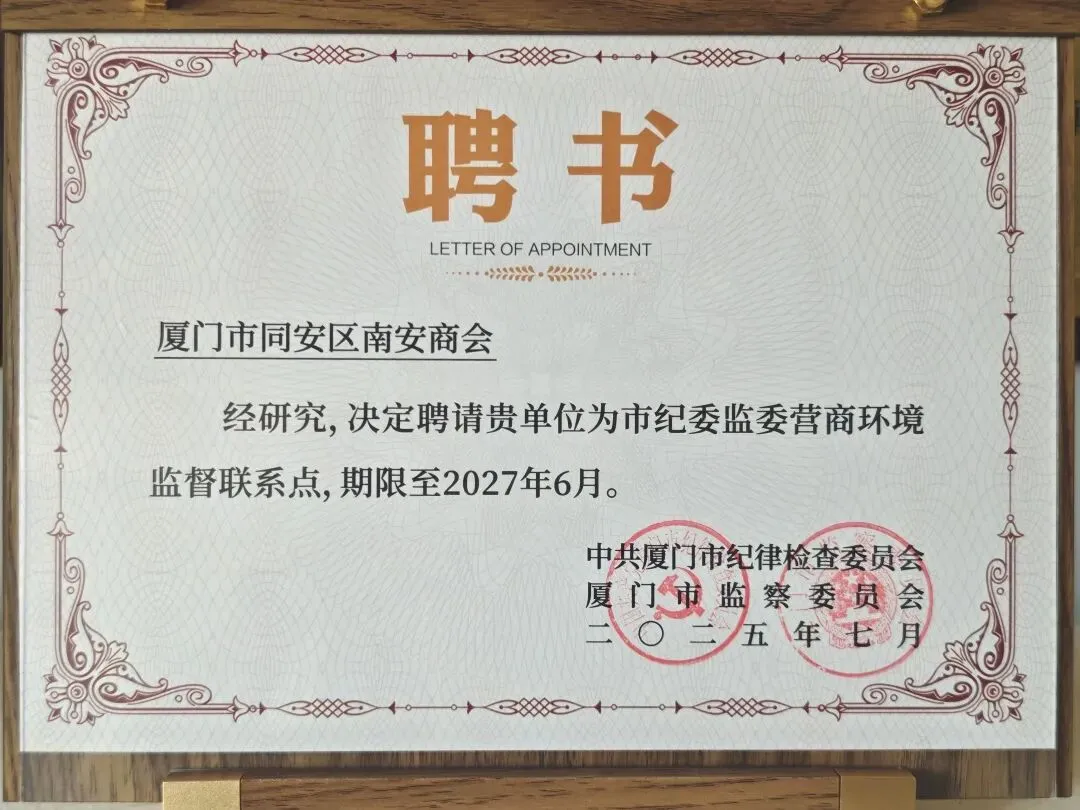 聘书
LETTER OF APPOINTMENT
厦门市同安区南安商会
经研究,决定聘请贵单位为市纪委监委营商环境
监督联系点,期限至2027年6月。
中共厦门市纪律检查委员会
厦门市监察委员会
二〇二五年七月